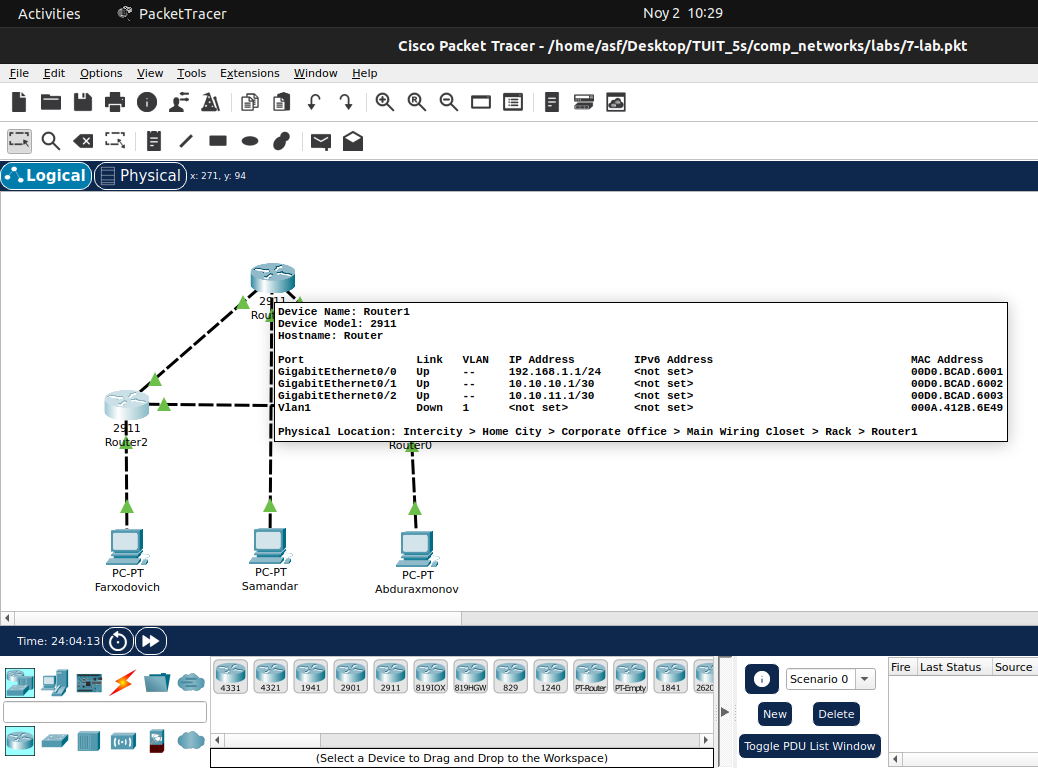 Activities PacketTracer Noy 2 10:29
Cisco Packet Tracer - /home/asf/Desktop/TUIT_5s/comp_networks/labs/7-lab.pkt
File Edit Options View Tools Extensions Window Help
Logical Physical x: 271, y: 94
2911
Device Name: Router1
Device Model: 2911
Hostname: Router
Port Link VLAN IP Address IPv6 Address MAC Address
GigabitEthernet0/0 Up -- 192.168.1.1/24 <not set> 00D0.BCAD.6001
GigabitEthernet0/1 Up -- 10.10.10.1/30 <not set> 00D0.BCAD.6002
GigabitEthernet0/2 Up -- 10.10.11.1/30 <not set> 00D0.BCAD.6003
Vlan1 Down 1 <not set> <not set> 000A.412B.6E49
Physical Location: Intercity > Home City > Corporate Office > Main Wiring Closet > Rack > Router1
2911
Router2
Router0
PC-PT
Farxodovich
PC-PT
Samandar
PC-PT
Abduraxmonov
Time: 24:04:13
4331 4321 1941 2901 2911 819IOX 819HGW 829 1240 PT-Router PT-Empty 1841 2620
(Select a Device to Drag and Drop to the Workspace)
Scenario 0
New Delete
Toggle PDU List Window
Fire Last Status Source